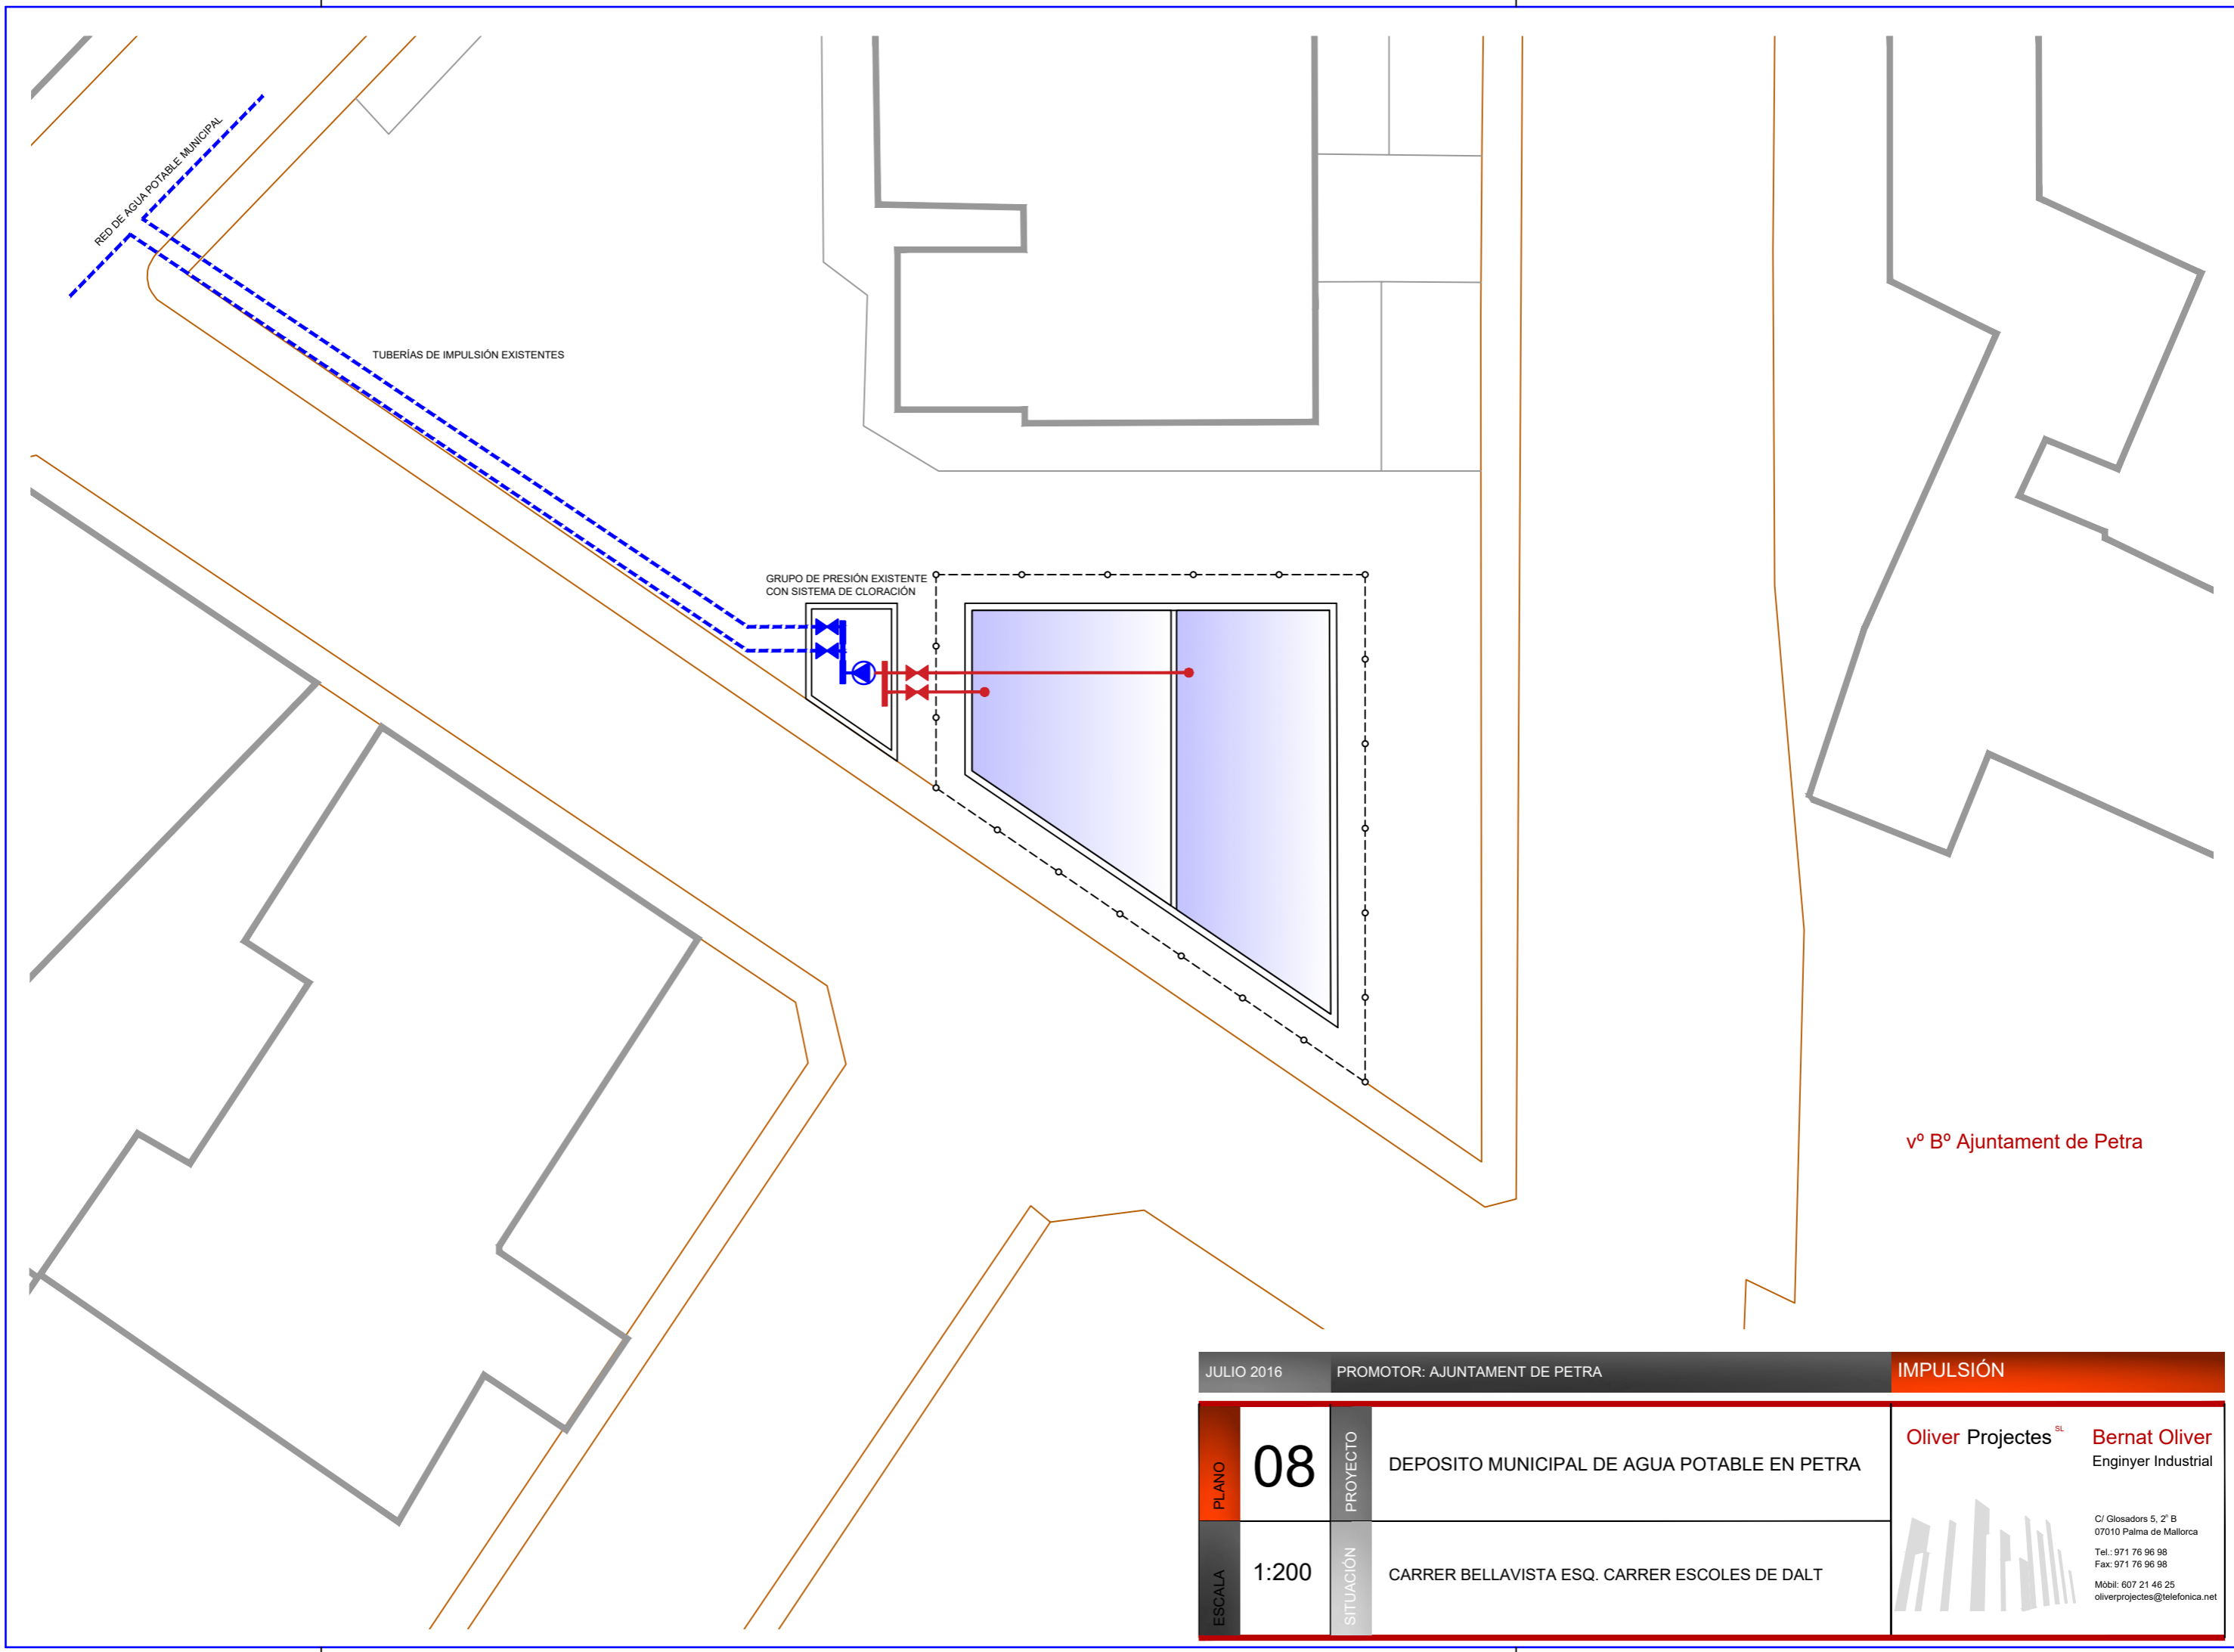 RED DE AGUA POTABLE MUNICIPAL
TUBERÍAS DE IMPULSIÓN EXISTENTES
GRUPO DE PRESIÓN EXISTENTE
CON SISTEMA DE CLORACIÓN
vº Bº Ajuntament de Petra
JULIO 2016
PROMOTOR: AJUNTAMENT DE PETRA
IMPULSIÓN
PLANO
08
PROYECTO
DEPOSITO MUNICIPAL DE AGUA POTABLE EN PETRA
ESCALA
1:200
SITUACIÓN
CARRER BELLAVISTA ESQ. CARRER ESCOLES DE DALT
Oliver Projectes SL
Bernat Oliver
Enginyer Industrial
C/ Glosadors 5, 2º B
07010 Palma de Mallorca
Tel.: 971 76 96 98
Fax: 971 76 96 98
Mòbil: 607 21 46 25
oliverprojectes@telefonica.net